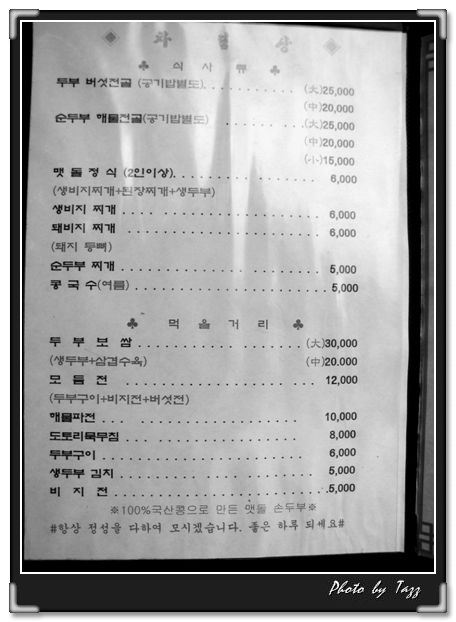 ◈ 차 림 상 ◈
♣ 식 사 류 ♣
두부 버섯전골 (공기밥별도). . . . . . . . . . . (大)25,000
(中)20,000
순두부 해물전골(공기밥별도) . . . . . . . . . (大)25,000
(中)20,000
(小)15,000
맷 돌 정 식 (2인이상). . . . . . . . . . . . . . . 6,000
(생비지찌개+된장찌개+생두부)
생비지 찌개 . . . . . . . . . . . . . . . . . . . . 6,000
돼비지 찌개 . . . . . . . . . . . . . . . . . . . . 6,000
(돼지 등뼈)
순두부 찌개 . . . . . . . . . . . . . . . . . . . . 5,000
콩 국 수(여름) . . . . . . . . . . . . . . . . . . 5,000
♣ 먹 을 거 리 ♣
두 부 보 쌈 . . . . . . . . . . . . . . . . . . (大)30,000
(생두부+삼겹수육) (中)20.000
모 듬 전 . . . . . . . . . . . . . . . . . . . . 12,000
(두부구이+비지전+버섯전)
해물파전 . . . . . . . . . . . . . . . . . . . . 10,000
도토리묵무침 . . . . . . . . . . . . . . . . . 8,000
두부구이 . . . . . . . . . . . . . . . . . . . . 6,000
생두부 김치 . . . . . . . . . . . . . . . . . . 5,000
비 지 전 . . . . . . . . . . . . . . . . . . . . .5,000
※100%국산콩으로 만든 맷돌 손두부※
#항상 정성을 다하여 모시겠습니다. 좋은 하루 되세요#
Photo by Tazz